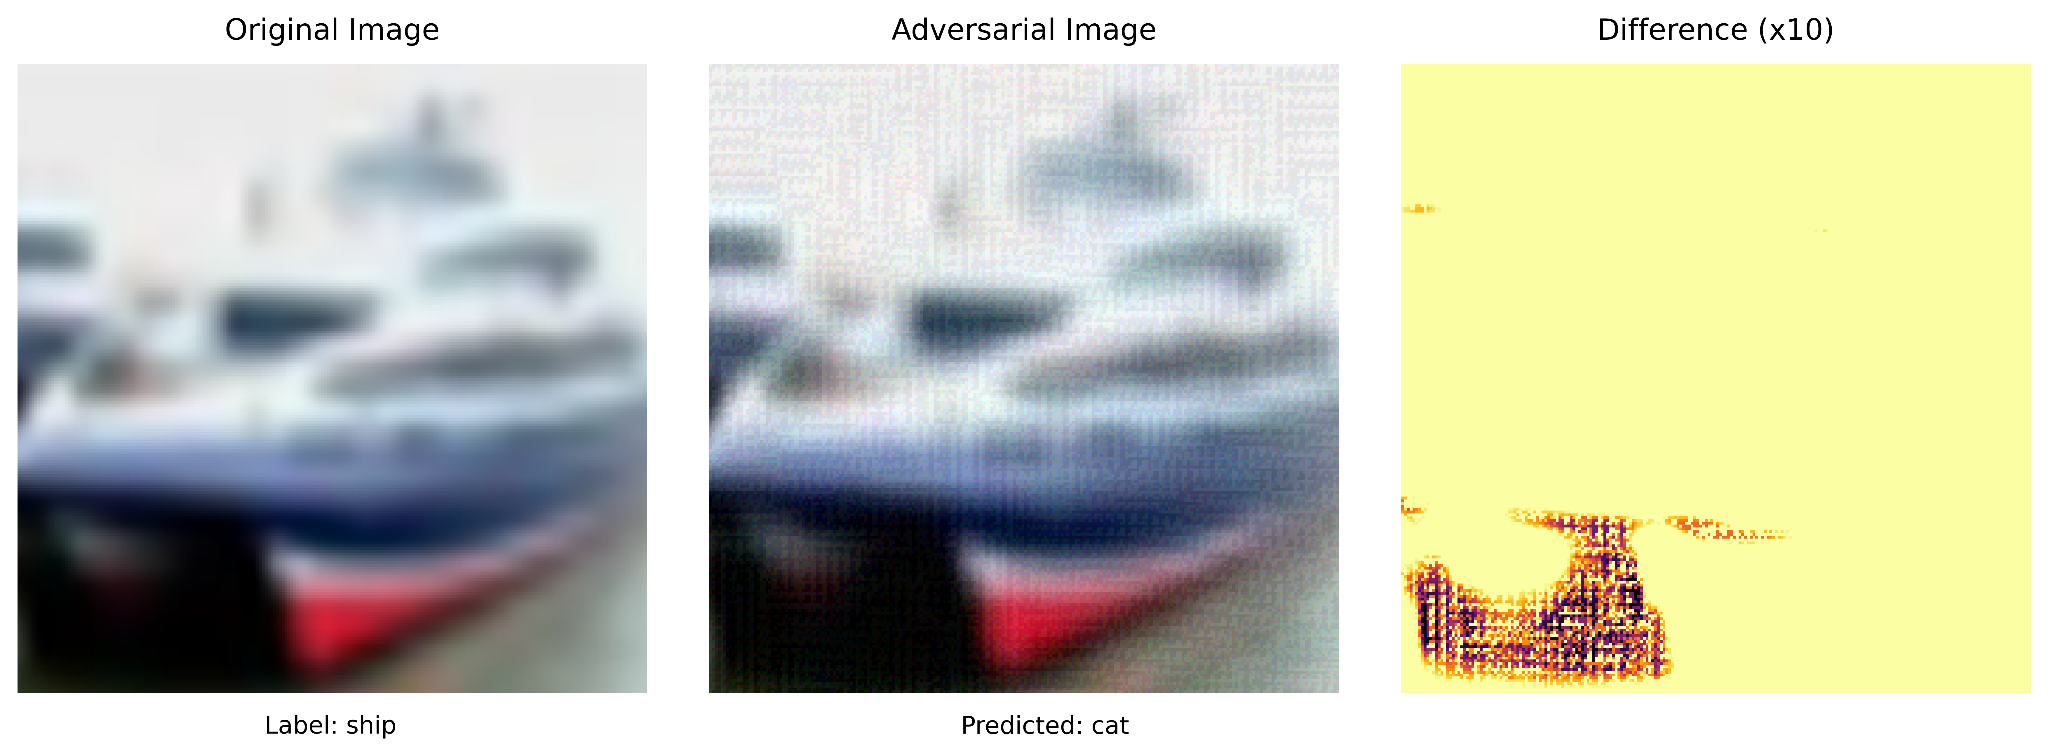 Original Image
Adversarial Image
Difference (x10)
Label: ship
Predicted: cat